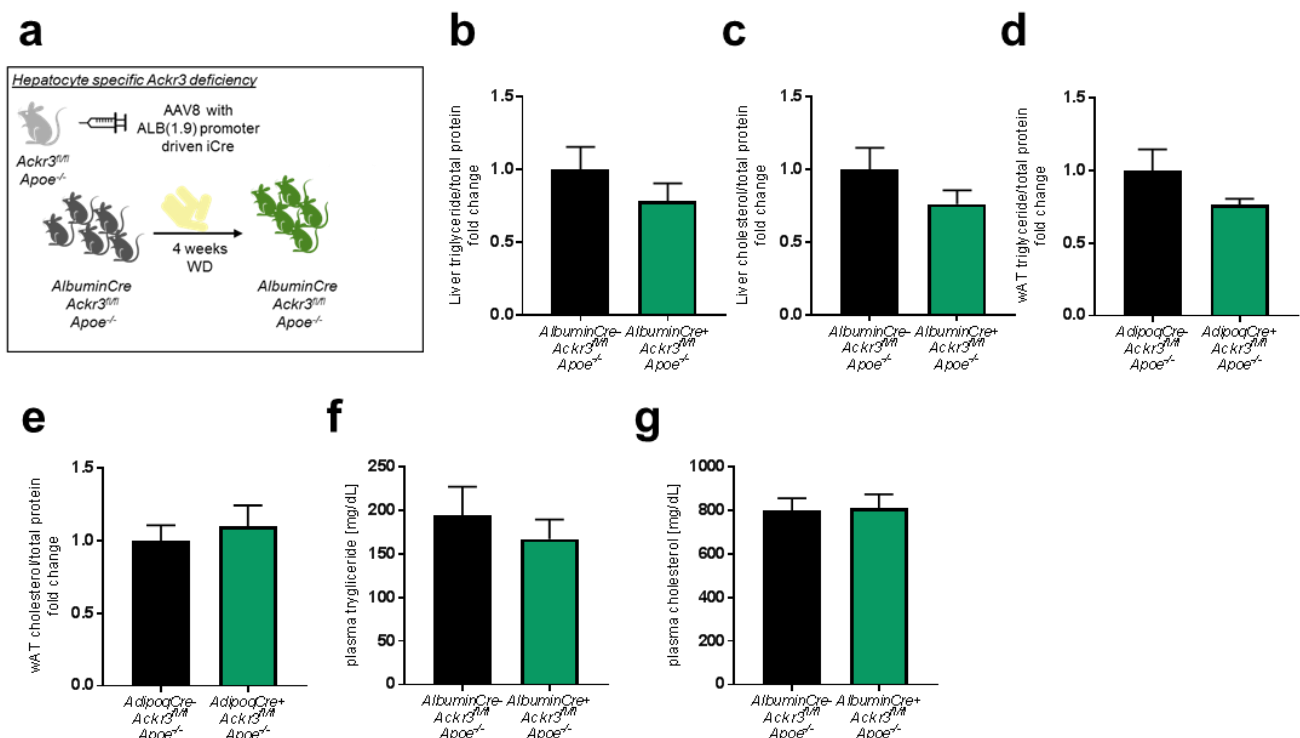 a
Hepatocyte specific Ackr3 deficiency
AAV8 with
ALB(1.9) promoter
driven iCre
Ackr3fl/fl
Apoe-/-
4 weeks
WD
AlbuminCre
Ackr3fl/fl
Apoe-/-
AlbuminCre
Ackr3fl/fl
Apoe-/-
b
Liver triglyceride/total protein
fold change
1.5
1.0
0.5
0.0
AlbuminCre-
Ackr3fl/fl
Apoe-/-
AlbuminCre+
Ackr3fl/fl
Apoe-/-
c
Liver cholesterol/total protein
fold change
1.5
1.0
0.5
0.0
AlbuminCre-
Ackr3fl/fl
Apoe-/-
AlbuminCre+
Ackr3fl/fl
Apoe-/-
d
wAT triglyceride/total protein
fold change
1.5
1.0
0.5
0.0
AdipoqCre-
Ackr3fl/fl
Apoe-/-
AdipoqCre+
Ackr3fl/fl
Apoe-/-
e
wAT cholesterol/total protein
fold change
1.5
1.0
0.5
0.0
AdipoqCre-
Ackr3fl/fl
Apoe-/-
AdipoqCre+
Ackr3fl/fl
Apoe-/-
f
plasma trygliceride [mg/dL]
250
200
150
100
50
0
AlbuminCre-
Ackr3fl/fl
Apoe-/-
AlbuminCre+
Ackr3fl/fl
Apoe-/-
g
plasma cholesterol [mg/dL]
1000
800
600
400
200
0
AlbuminCre-
Ackr3fl/fl
Apoe-/-
AlbuminCre+
Ackr3fl/fl
Apoe-/-